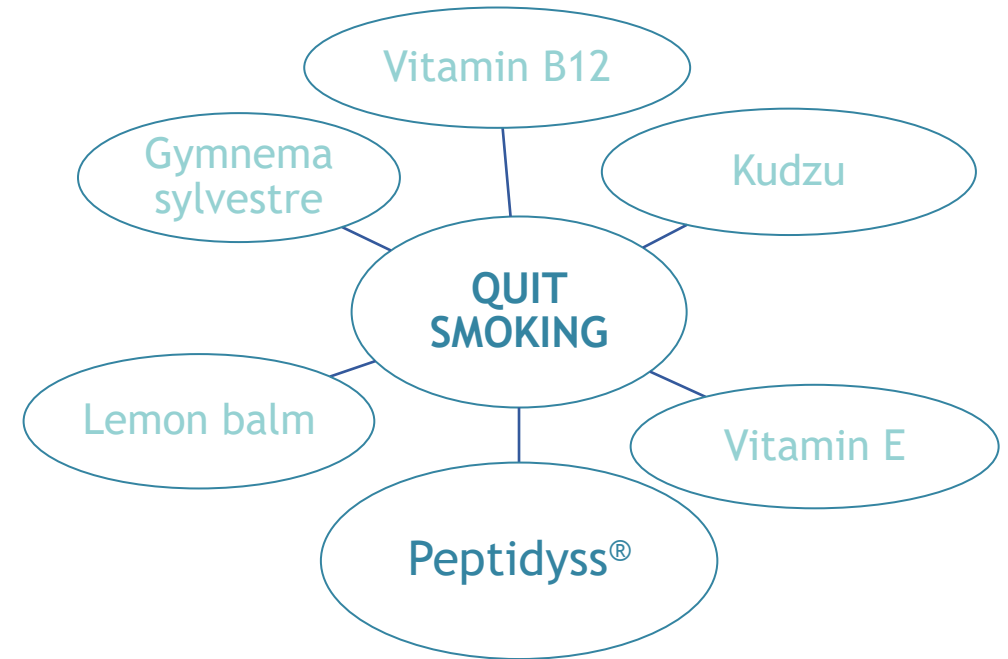 Vitamin B12
Gymnema
sylvestre
Kudzu
QUIT
SMOKING
Lemon balm
Vitamin E
Peptidyss®